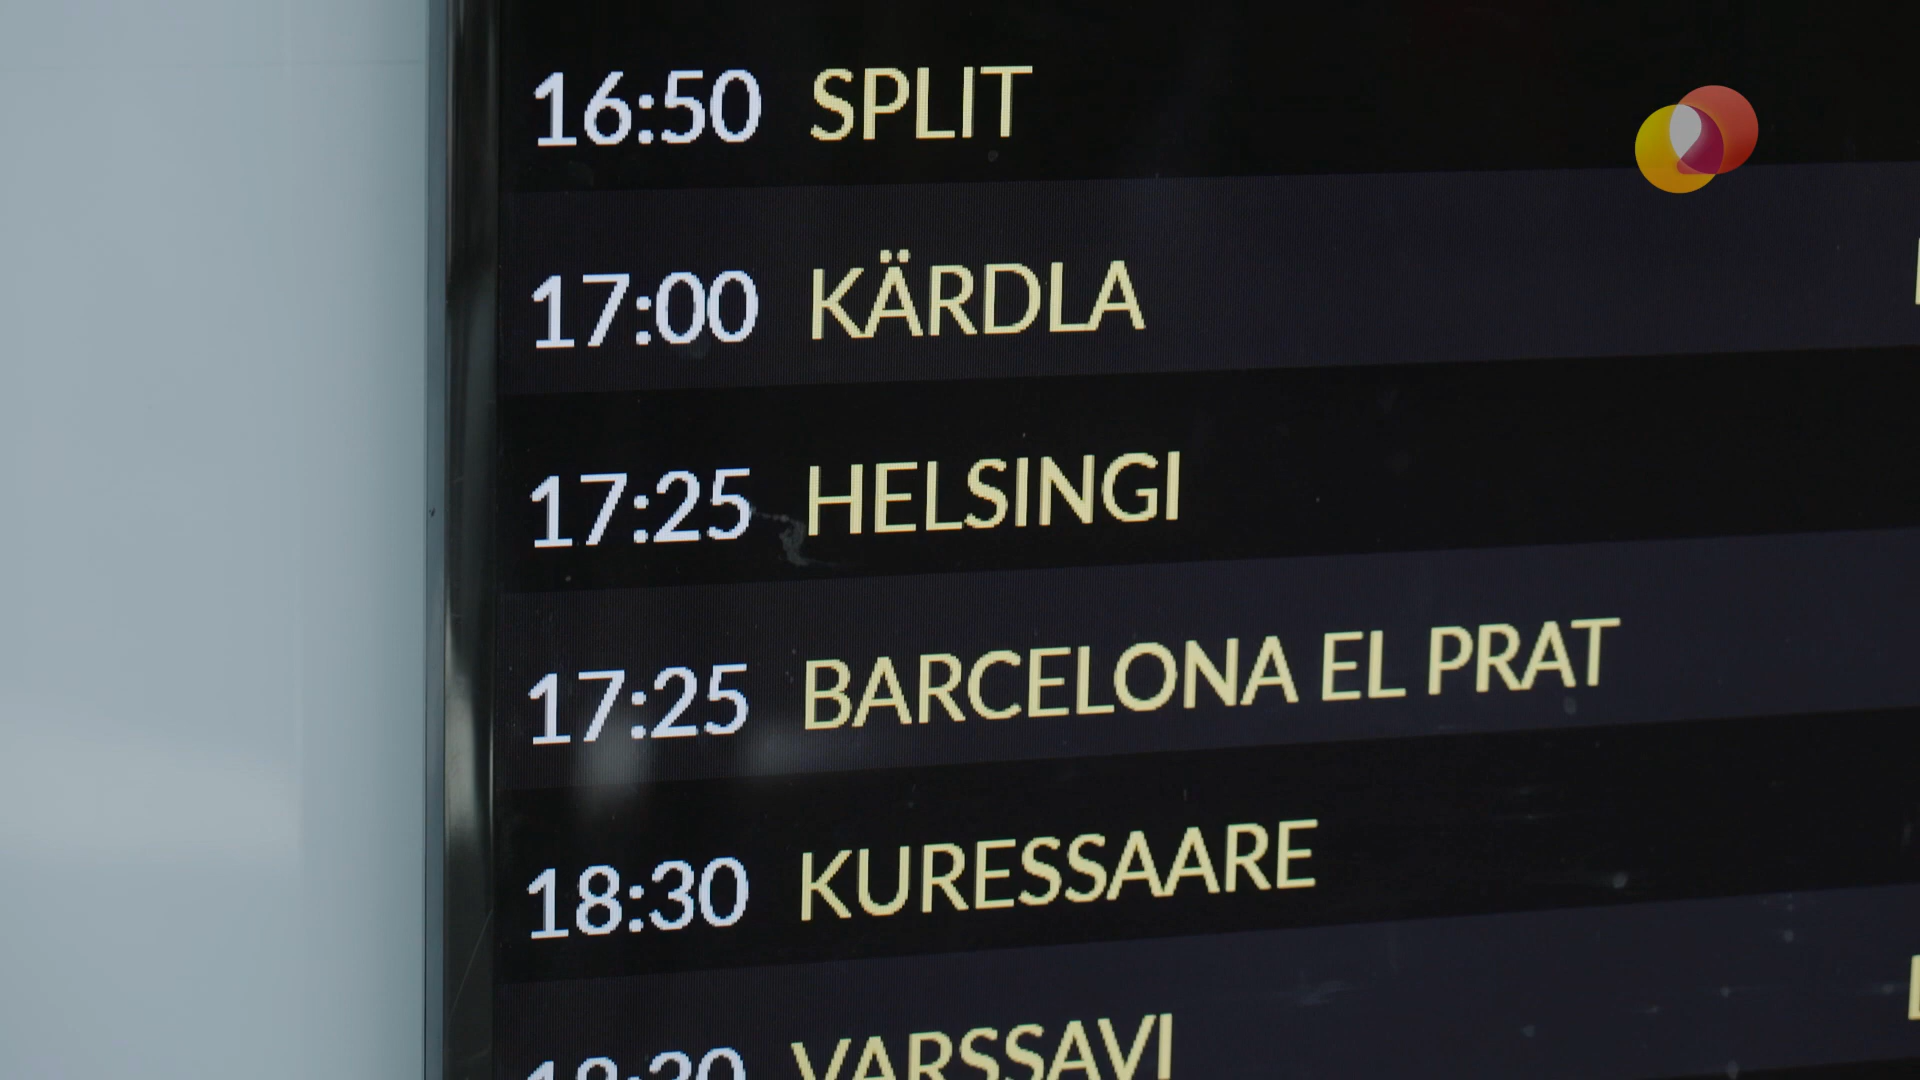 16:50 SPLIT
17:00 KÄRDLA
17:25 HELSINGI
17:25 BARCELONA EL PRAT
18:30 KURESSAARE
VARSSAVI